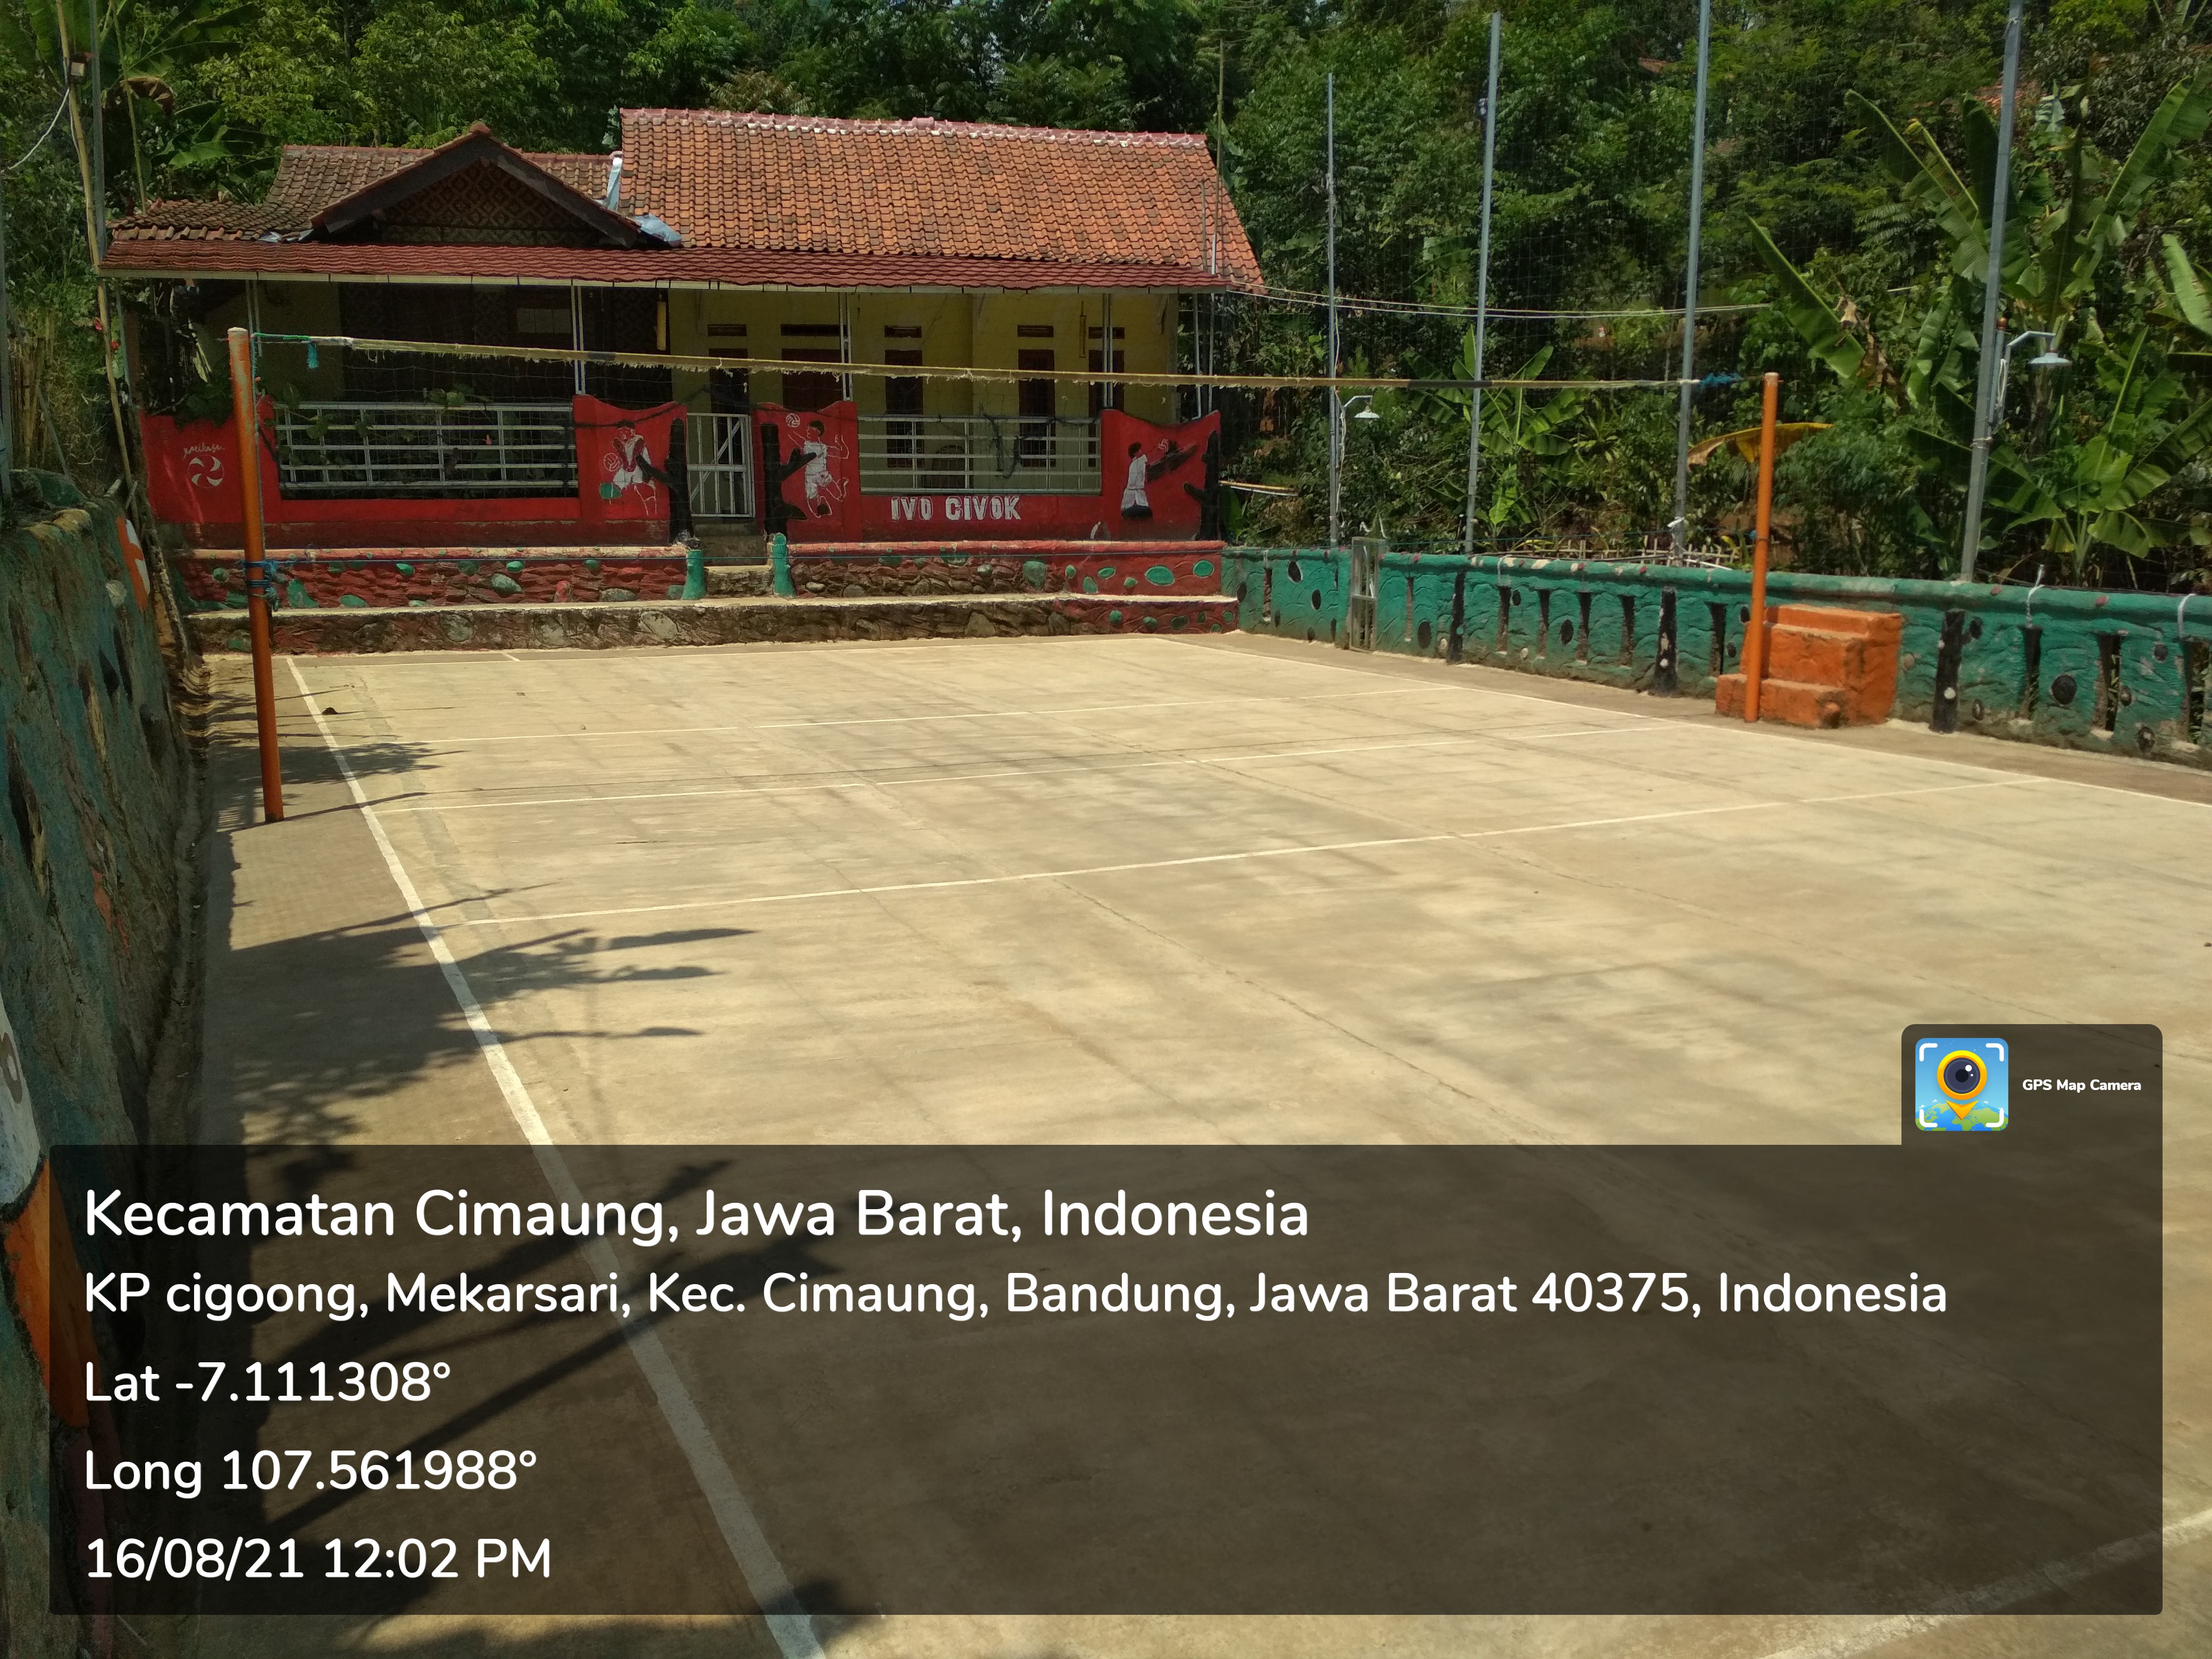 IVO CIVOK
GPS Map Camera
Kecamatan Cimaung, Jawa Barat, Indonesia
KP cigoong, Mekarsari, Kec. Cimaung, Bandung, Jawa Barat 40375, Indonesia
Lat -7.111308°
Long 107.561988°
16/08/21 12:02 PM